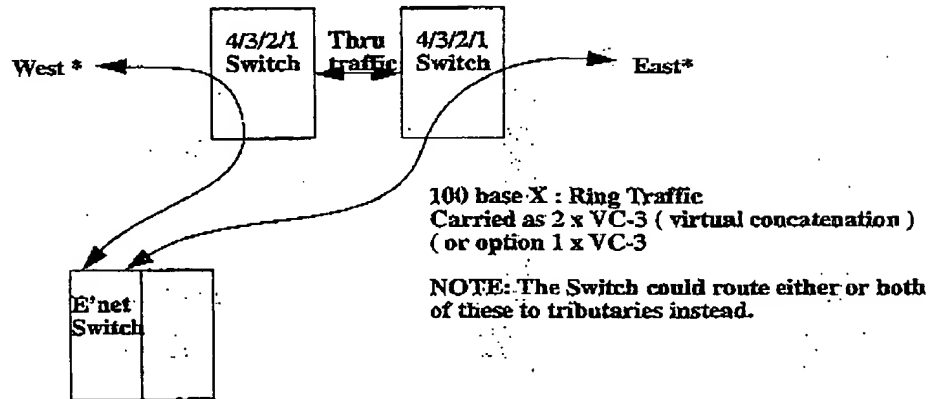 West *
4/3/2/1
Switch
Thru
traffic
4/3/2/1
Switch
East*
100 base X : Ring Traffic
Carried as 2 x VC-3 ( virtual concatenation )
( or option 1 x VC-3
NOTE: The Switch could route either or both
of these to tributaries instead.
E'net
Switch